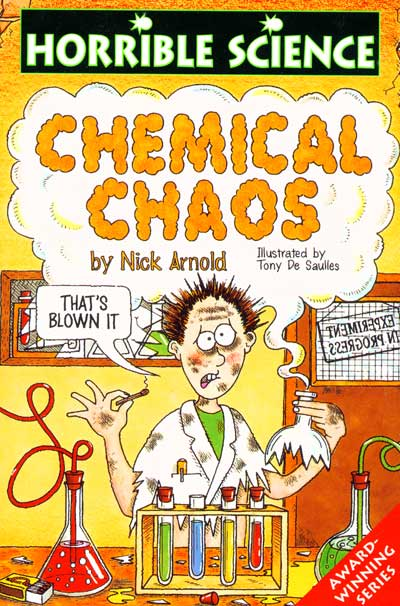 HORRIBLE SCIENCE
CHEMICAL
CHAOS
by Nick Arnold
Illustrated by
Tony De Saulles
THAT'S
BLOWN IT
EXPERIMENT
IN PROGRESS
AWARD-
WINNING
SERIES